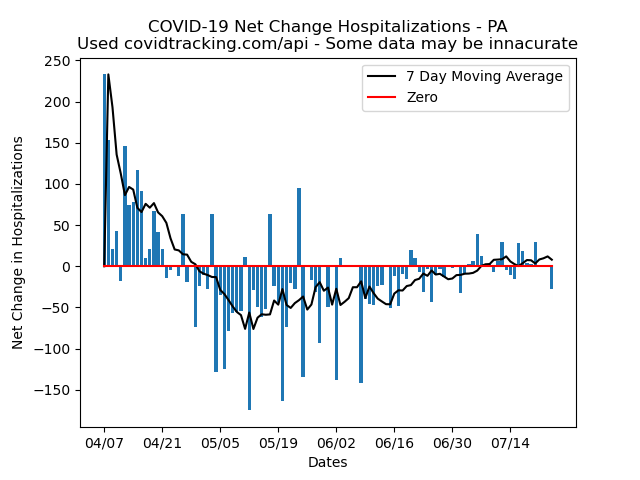 COVID-19 Net Change Hospitalizations - PA
Used covidtracking.com/api - Some data may be innacurate
7 Day Moving Average
Zero
Net Change in Hospitalizations
250
200
150
100
50
0
−50
−100
−150
04/07 04/21 05/05 05/19 06/02 06/16 06/30 07/14
Dates